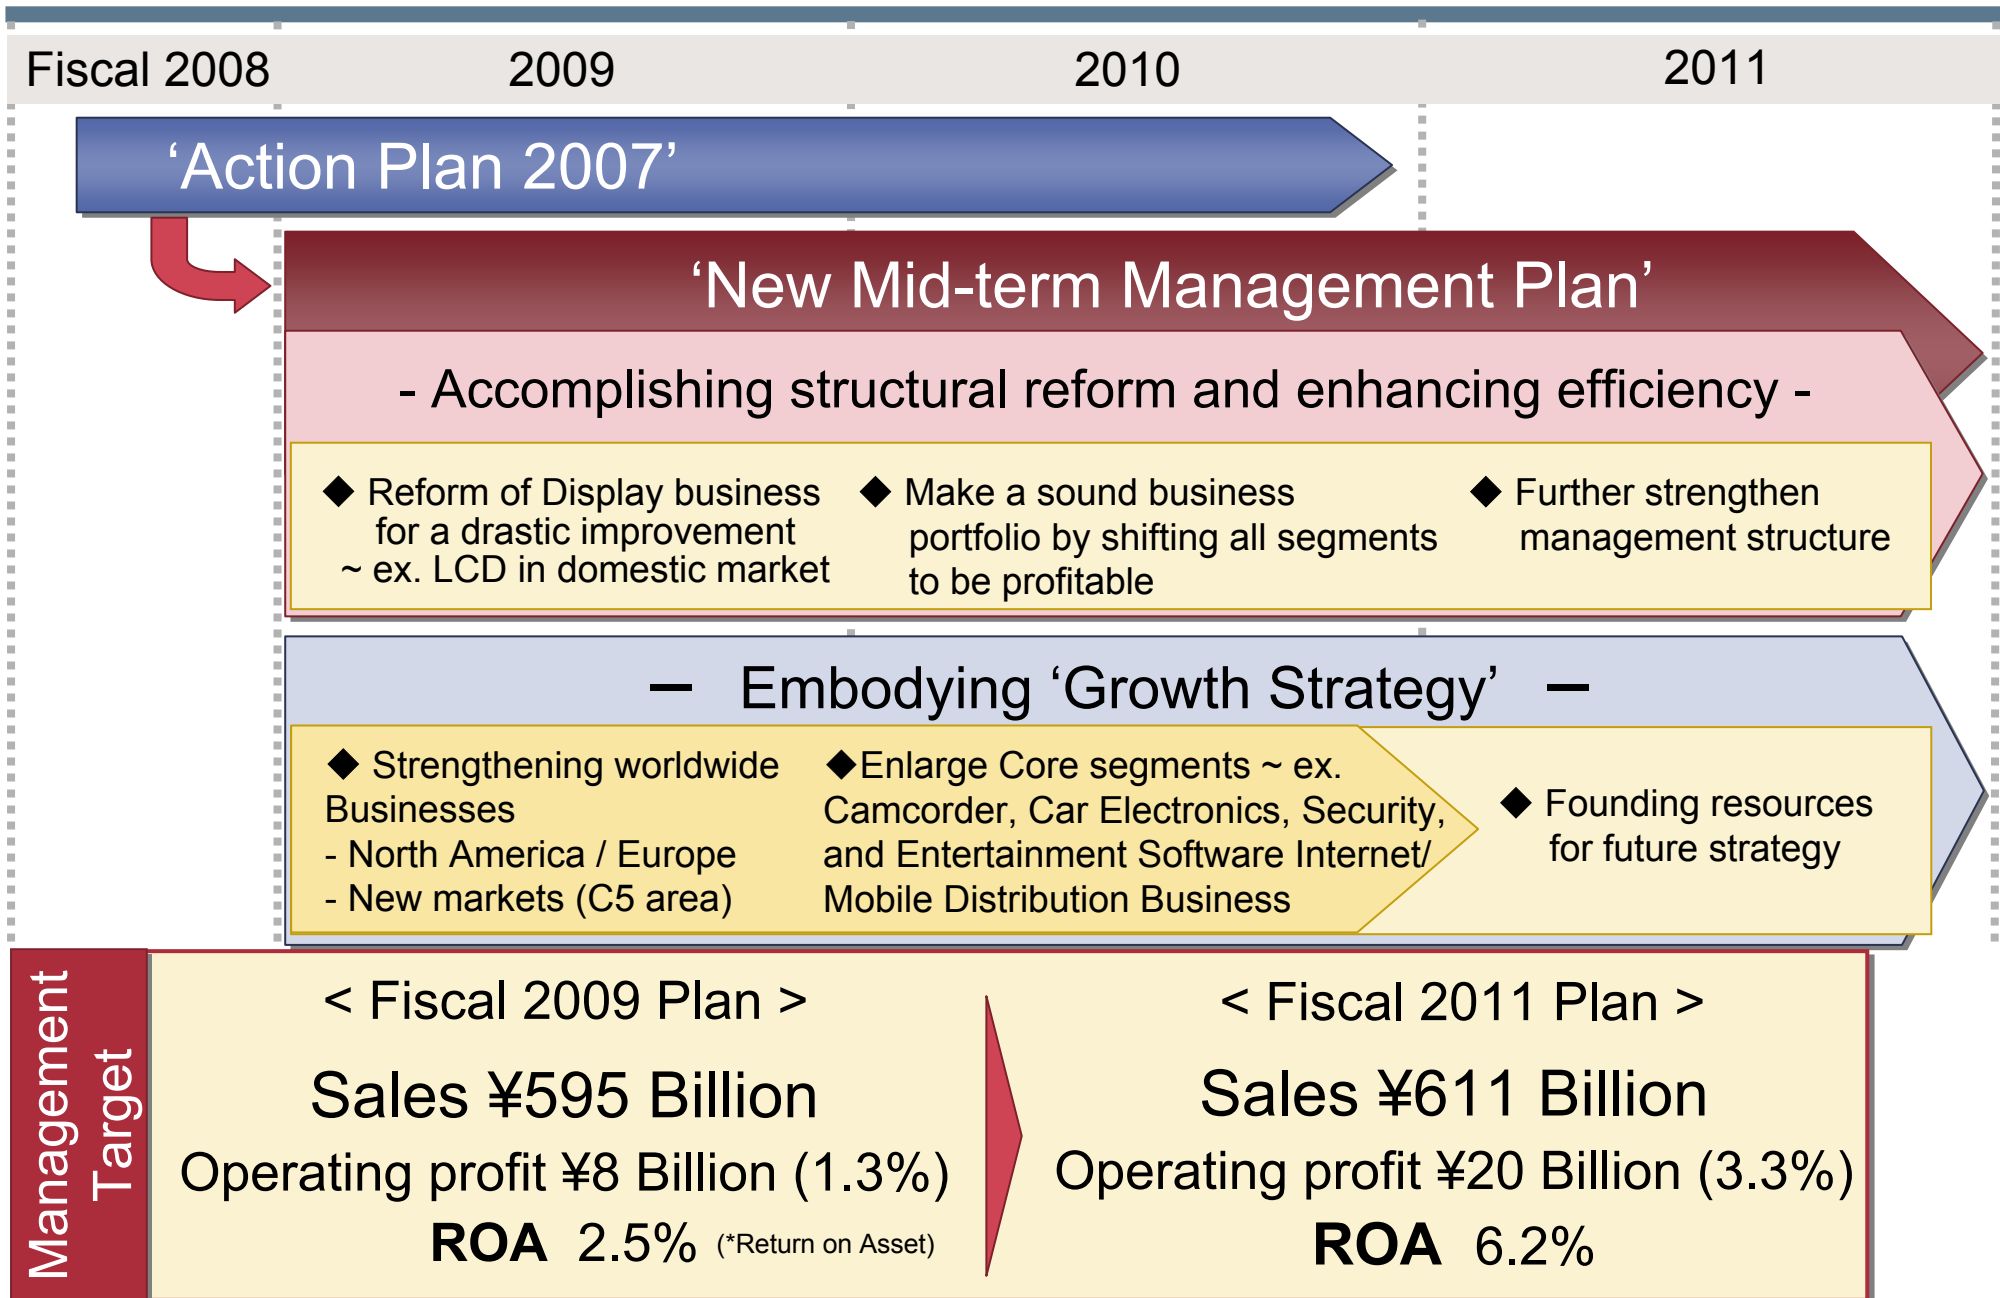 Fiscal 2008 2009 2010 2011
‘Action Plan 2007’
‘New Mid-term Management Plan’
- Accomplishing structural reform and enhancing efficiency -
◆ Reform of Display business
for a drastic improvement
~ ex. LCD in domestic market
◆ Make a sound business
portfolio by shifting all segments
to be profitable
◆ Further strengthen
management structure
– Embodying ‘Growth Strategy’ –
◆ Strengthening worldwide
Businesses
- North America / Europe
- New markets (C5 area)
◆Enlarge Core segments ~ ex.
Camcorder, Car Electronics, Security,
and Entertainment Software Internet/
Mobile Distribution Business
◆ Founding resources
for future strategy
Management
Target
< Fiscal 2009 Plan >
Sales ¥595 Billion
Operating profit ¥8 Billion (1.3%)
ROA 2.5% (*Return on Asset)
< Fiscal 2011 Plan >
Sales ¥611 Billion
Operating profit ¥20 Billion (3.3%)
ROA 6.2%